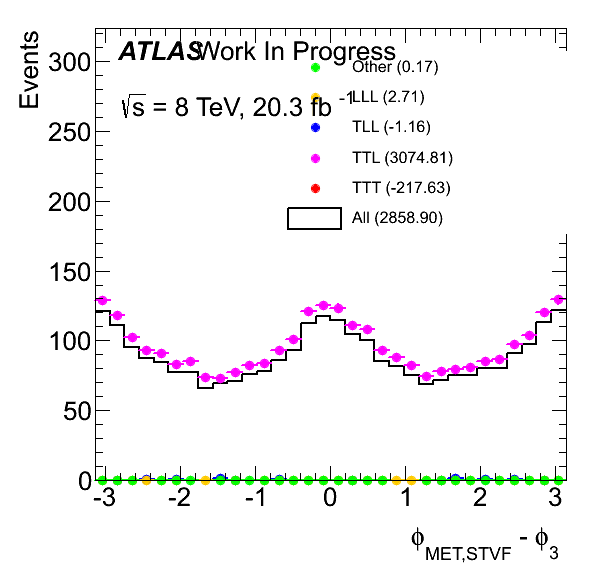 Events
ATLAS Work In Progress
√s = 8 TeV, 20.3 fb -1
Other (0.17)
LLL (2.71)
TLL (-1.16)
TTL (3074.81)
TTT (-217.63)
All (2858.90)
300
250
200
150
100
50
0
-3 -2 -1 0 1 2 3
ϕMET,STVF - ϕ3